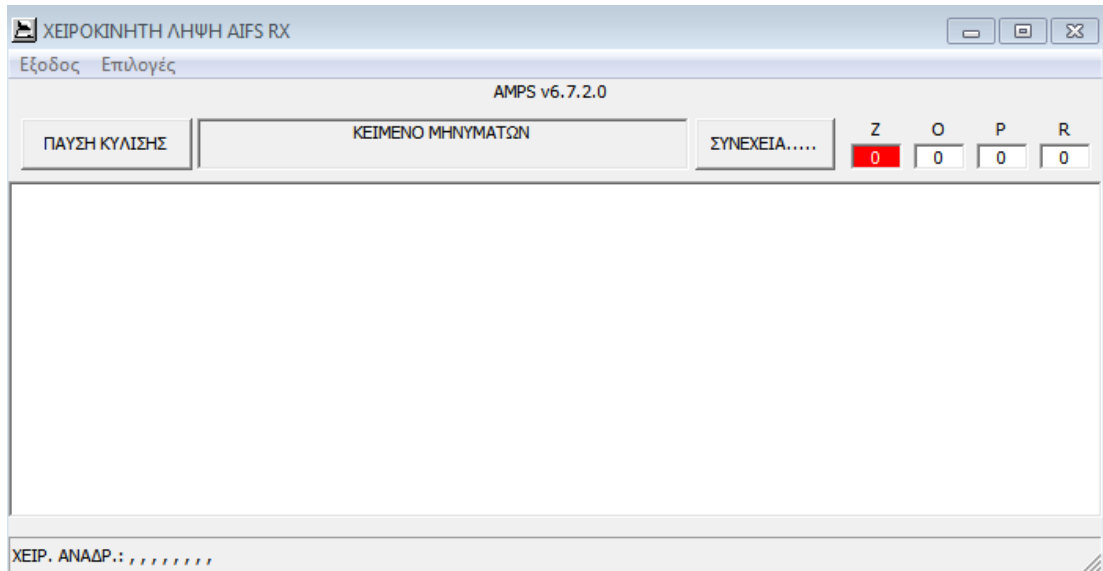 ΧΕΙΡΟΚΙΝΗΤΗ ΛΗΨΗ AIFS RX
Εξοδος Επιλογές
AMPS v6.7.2.0
ΠΑΥΣΗ ΚΥΛΙΣΗΣ ΚΕΙΜΕΝΟ ΜΗΝΥΜΑΤΩΝ ΣΥΝΕΧΕΙΑ..... Z O P R
0 0 0 0
ΧΕΙΡ. ΑΝΑΔΡ.: , , , , , , , ,